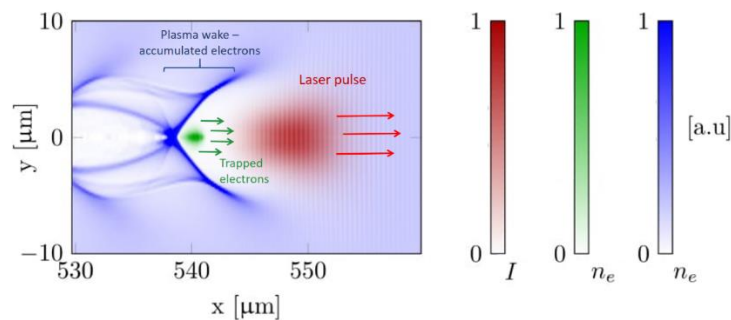 10
Plasma wake –
accumulated electrons
Laser pulse
y [μm]
0
Trapped
electrons
−10
530
540
550
x [μm]
1
0
I
1
0
n_e
1
0
n_e
[a.u]